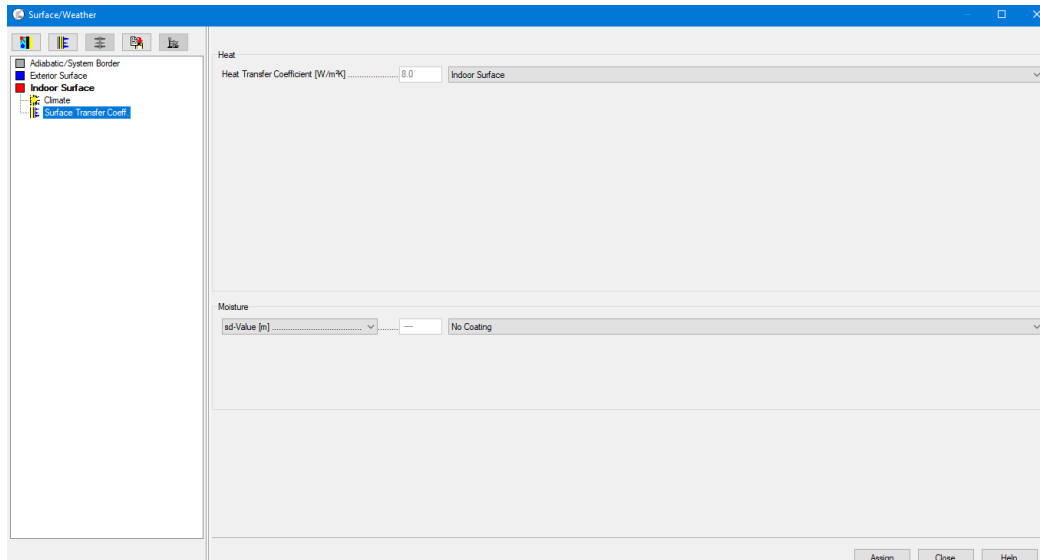 Surface/Weather
Adiabatic/System Border
Exterior Surface
Indoor Surface
Climate
Surface Transfer Coeff.
Heat
Heat Transfer Coefficient [W/m²K] ...................... 8.0 Indoor Surface
Moisture
sd-Value [m] ........................................ ......... --- No Coating
Assign Close Help